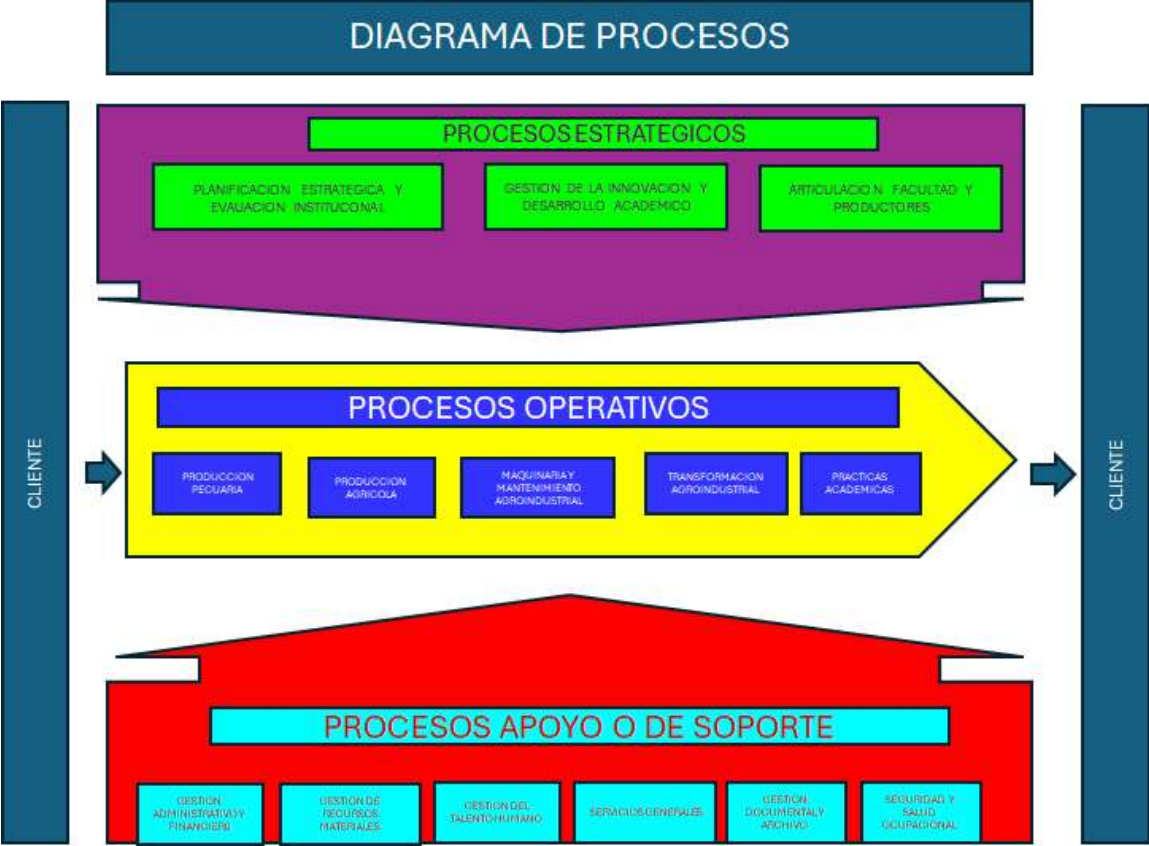 DIAGRAMA DE PROCESOS
CLIENTE
PROCESOS ESTRATEGICOS
PLANIFICACION ESTRATEGICA Y
EVAUACION INSTITUCONAL
GESTION DE LA INNOVACION Y
DESARROLLO ACADEMICO
ARTICULACION FACULTAD Y
PRODUCTORES
PROCESOS OPERATIVOS
PRODUCCION
PECUARIA
PRODUCCION
AGRICOLA
MAQUINARIA Y
MANTENIMIENTO
AGROINDUSTRIAL
TRANSFORMACION
AGROINDUSTRIAL
PRACTICAS
ACADEMICAS
PROCESOS APOYO O DE SOPORTE
GESTION
ADMINISTRATIVO Y
FINANCIERO
GESTION DE
RECURSOS
MATERIALES
GESTION DEL
TALENTO HUMANO
SERVICIOS GENERALES
GESTION
DOCUMENTAL Y
ARCHIVO
SEGURIDAD Y
SALUD
OCUPACIONAL
CLIENTE